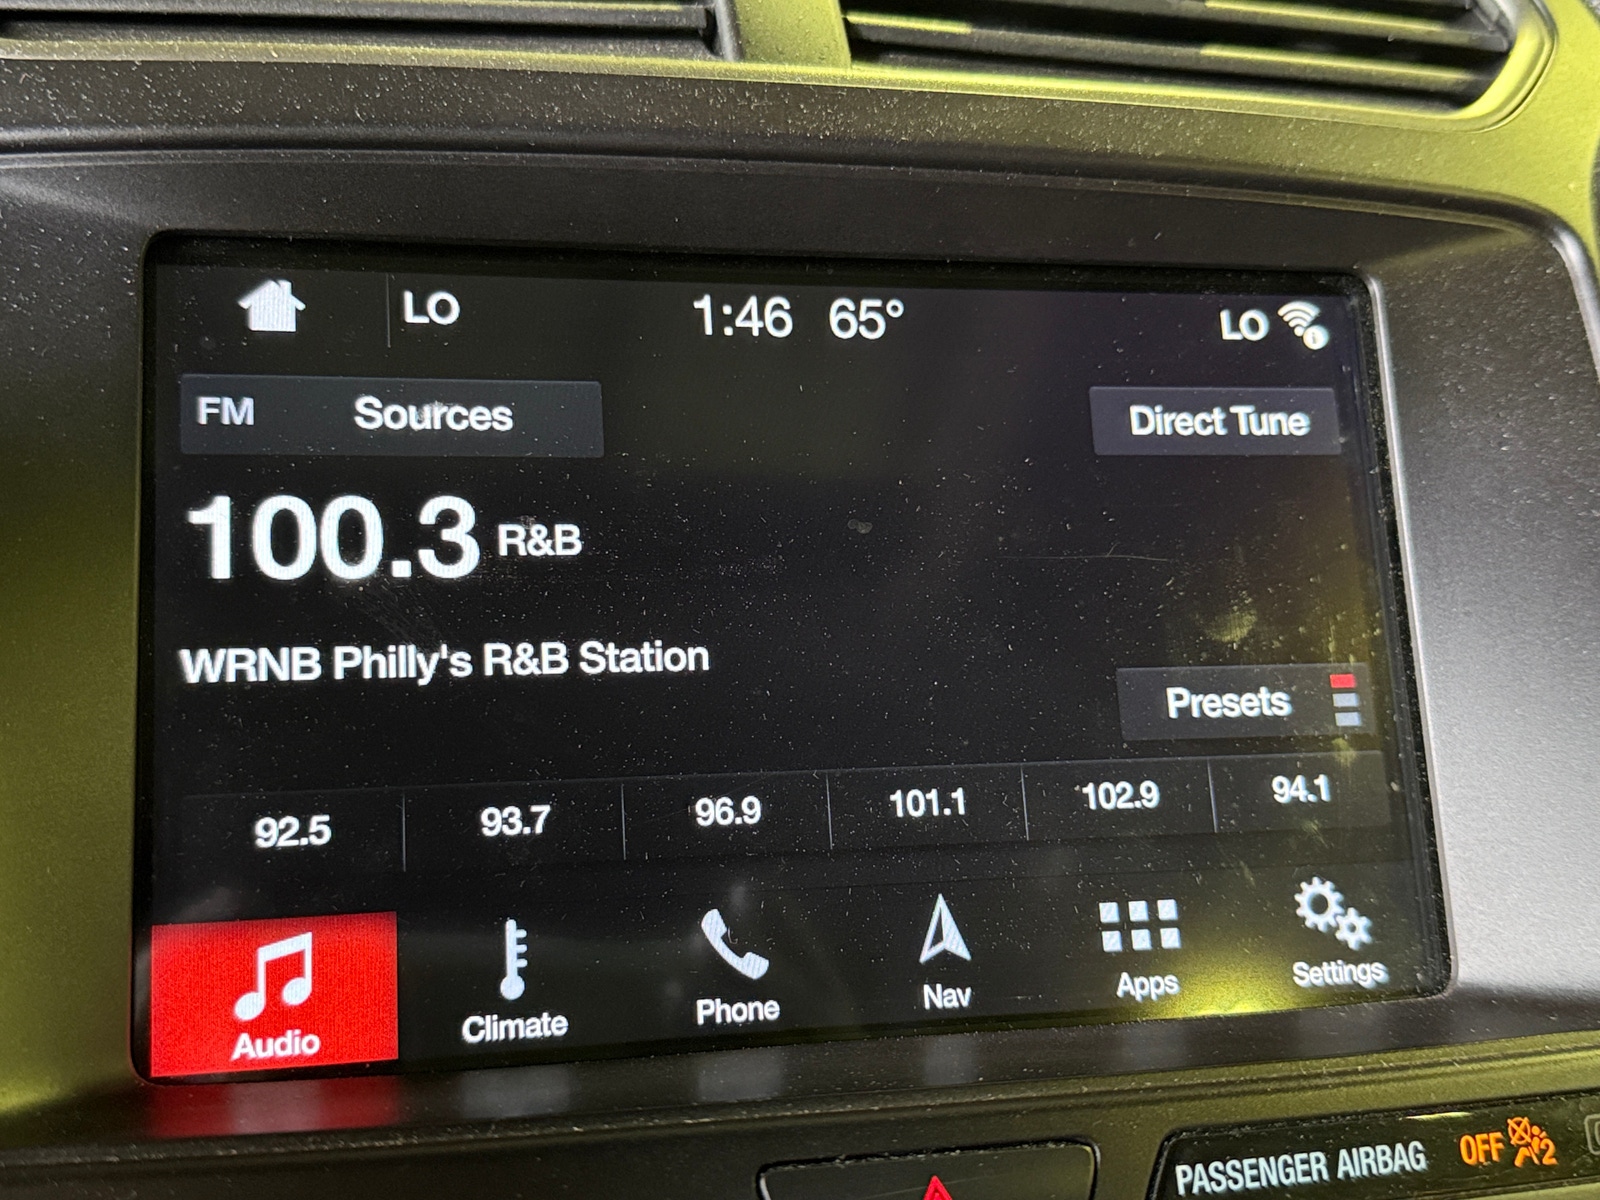 LO 1:46 65° LO
FM Sources Direct Tune
100.3 R&B
WRNB Philly's R&B Station
Presets
92.5 93.7 96.9 101.1 102.9 94.1
Audio Climate Phone Nav Apps Settings
PASSENGER AIRBAG OFF 2